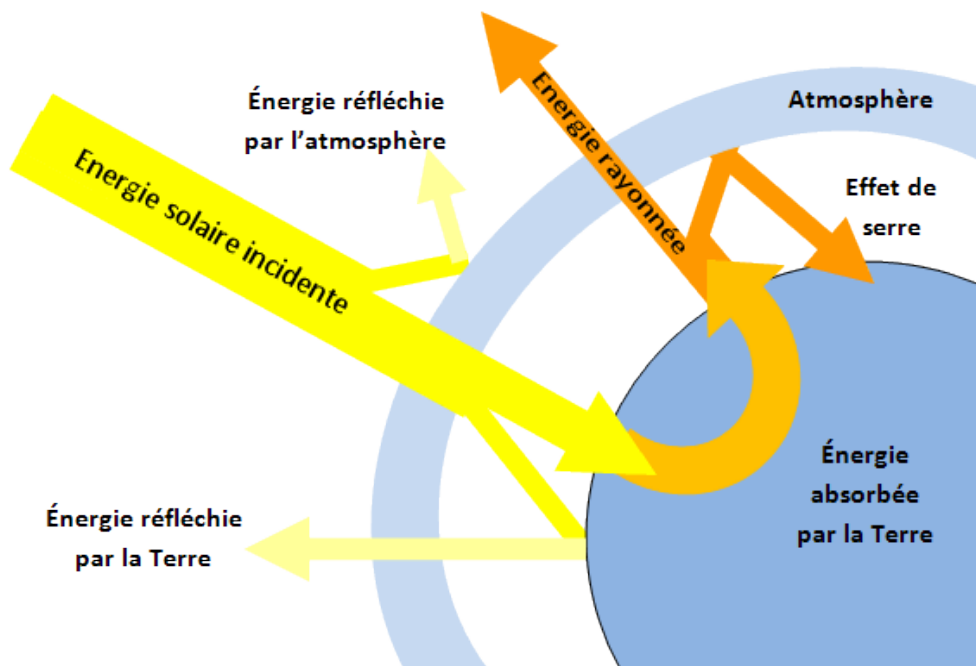 Énergie réfléchie
par l’atmosphère
Energie solaire incidente
Energie rayonnée
Atmosphère
Effet de
serre
Énergie réfléchie
par la Terre
Énergie
absorbée
par la Terre